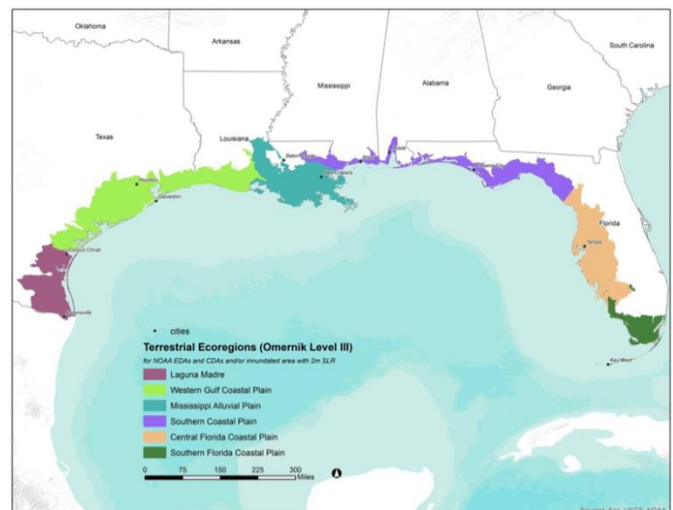 Oklahoma
Arkansas
South Carolina
Mississippi
Alabama
Georgia
Texas
Louisiana
Houston
Galveston
Florida
Tampa
Key West
cities
Terrestrial Ecoregions (Omernik Level III)
for NOAA EDAs and CDAs and/or innundated area with 2m SLR
Laguna Madre
Western Gulf Coastal Plain
Mississippi Alluvial Plain
Southern Coastal Plain
Central Florida Coastal Plain
Southern Florida Coastal Plain
0 75 150 225 300
Miles